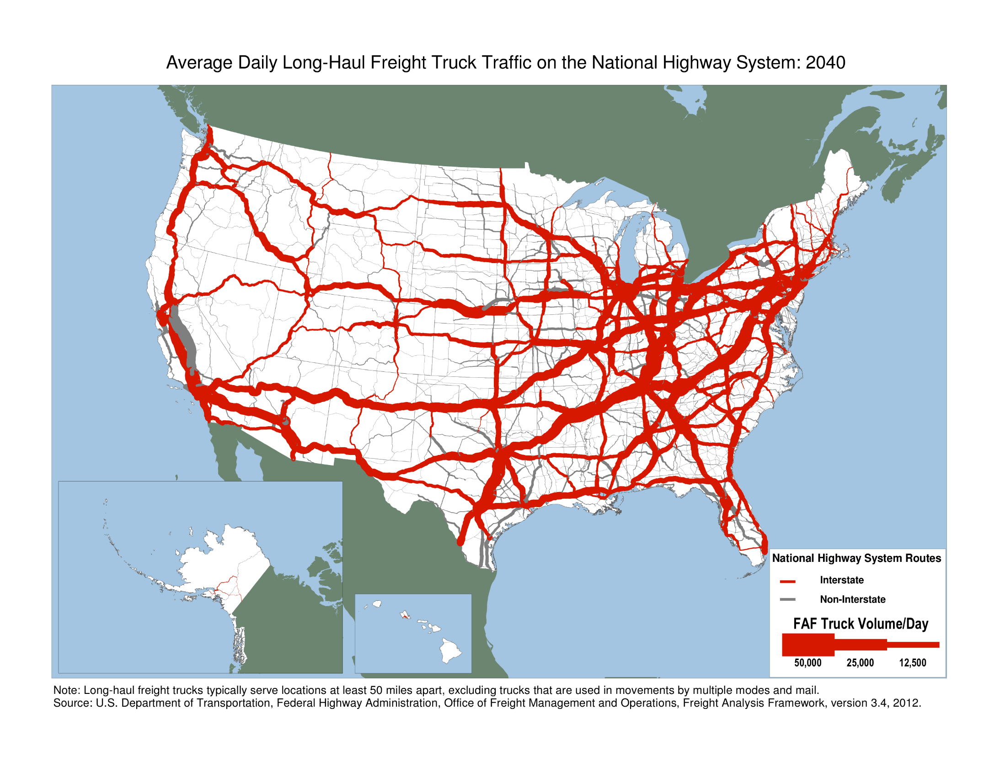 Average Daily Long-Haul Freight Truck Traffic on the National Highway System: 2040
National Highway System Routes
Interstate
Non-Interstate
FAF Truck Volume/Day
50,000 25,000 12,500
Note: Long-haul freight trucks typically serve locations at least 50 miles apart, excluding trucks that are used in movements by multiple modes and mail.
Source: U.S. Department of Transportation, Federal Highway Administration, Office of Freight Management and Operations, Freight Analysis Framework, version 3.4, 2012.